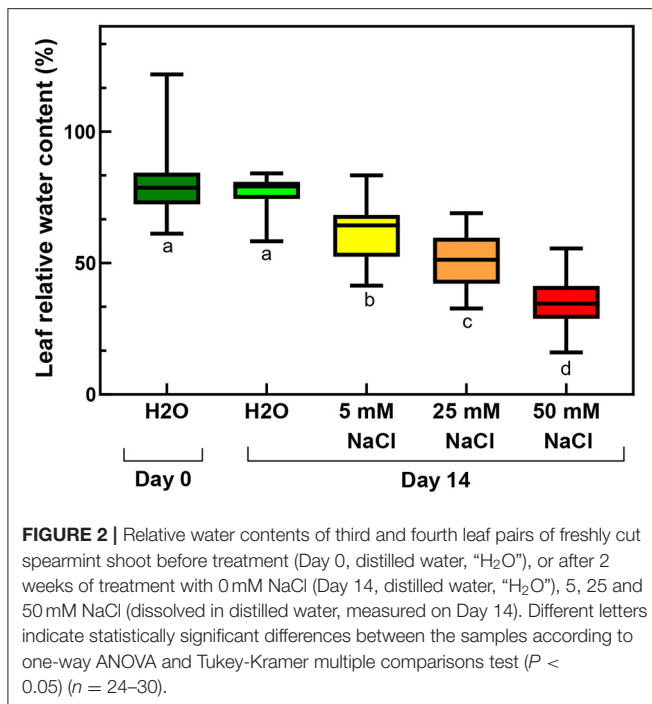 Leaf relative water content (%)
100
50
0
a
a
b
c
d
H2O
H2O
5 mM
NaCl
25 mM
NaCl
50 mM
NaCl
Day 0
Day 14
FIGURE 2 | Relative water contents of third and fourth leaf pairs of freshly cut
spearmint shoot before treatment (Day 0, distilled water, “H₂O”), or after 2
weeks of treatment with 0 mM NaCl (Day 14, distilled water, “H₂O”), 5, 25 and
50 mM NaCl (dissolved in distilled water, measured on Day 14). Different letters
indicate statistically significant differences between the samples according to
one-way ANOVA and Tukey-Kramer multiple comparisons test (P <
0.05) (n = 24–30).